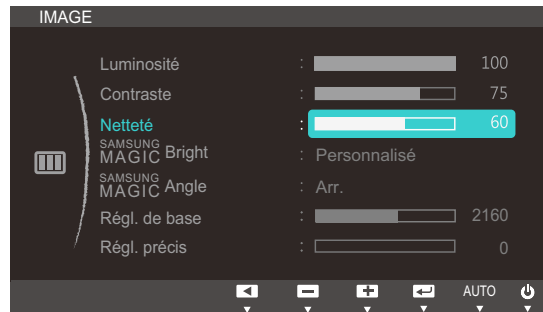 IMAGE
Luminosité : 100
Contraste : 75
Netteté : 60
SAMSUNG MAGIC Bright : Personnalisé
SAMSUNG MAGIC Angle : Arr.
Régl. de base : 2160
Régl. précis : 0
AUTO